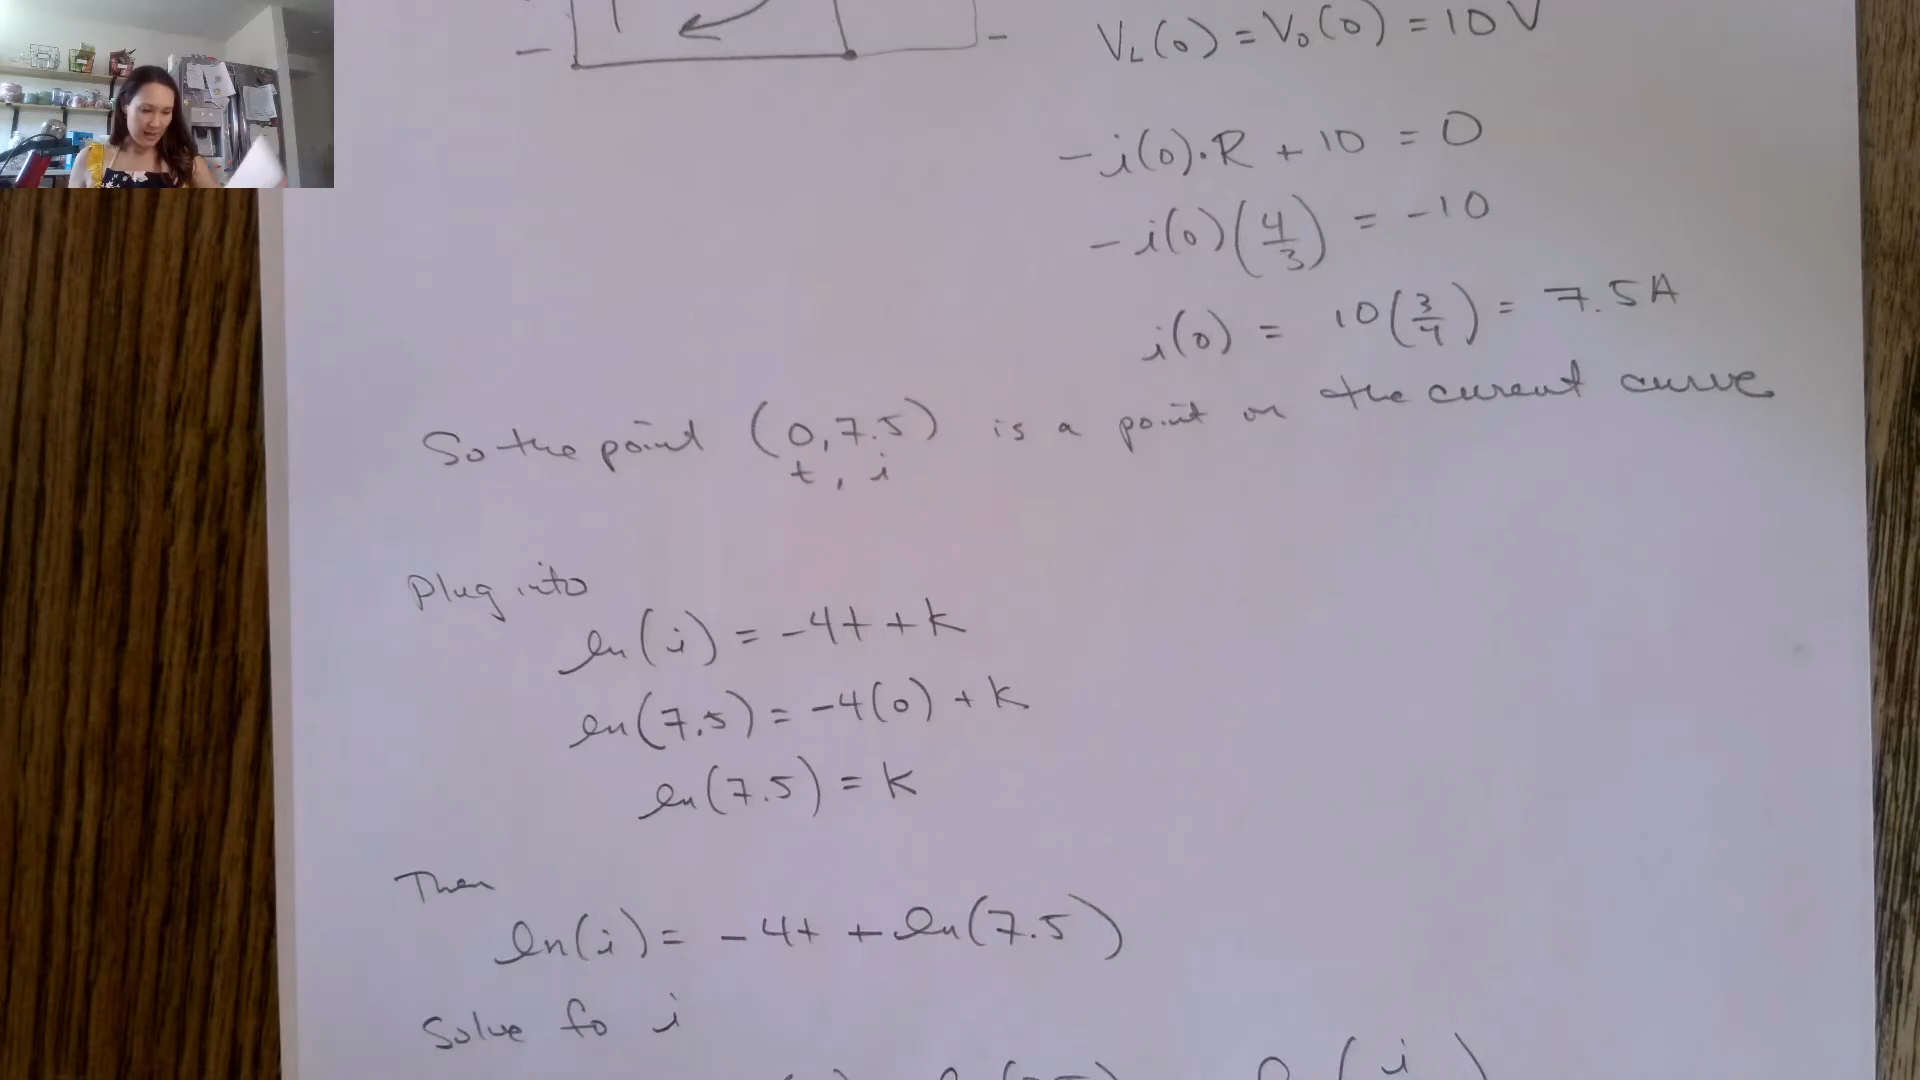 V_L(0) = V_0(0) = 10 V
-i(0)·R + 10 = 0
-i(0)(4/3) = -10
i(0) = 10(3/4) = 7.5A
So the point (0, 7.5) is a point on the current curve
t, i
Plug into
ln(i) = -4t + k
ln(7.5) = -4(0) + k
ln(7.5) = k
Then
ln(i) = -4t + ln(7.5)
Solve for i